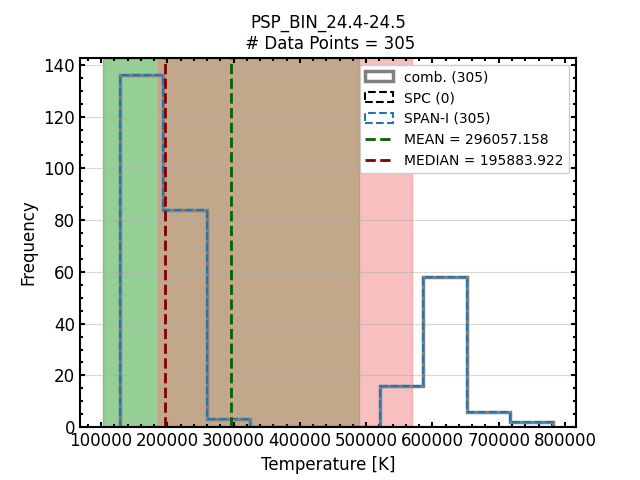 PSP_BIN_24.4-24.5
# Data Points = 305
140
120
100
80
60
40
20
0
Frequency
comb. (305)
SPC (0)
SPAN-I (305)
MEAN = 296057.158
MEDIAN = 195883.922
100000 200000 300000 400000 500000 600000 700000 800000
Temperature [K]